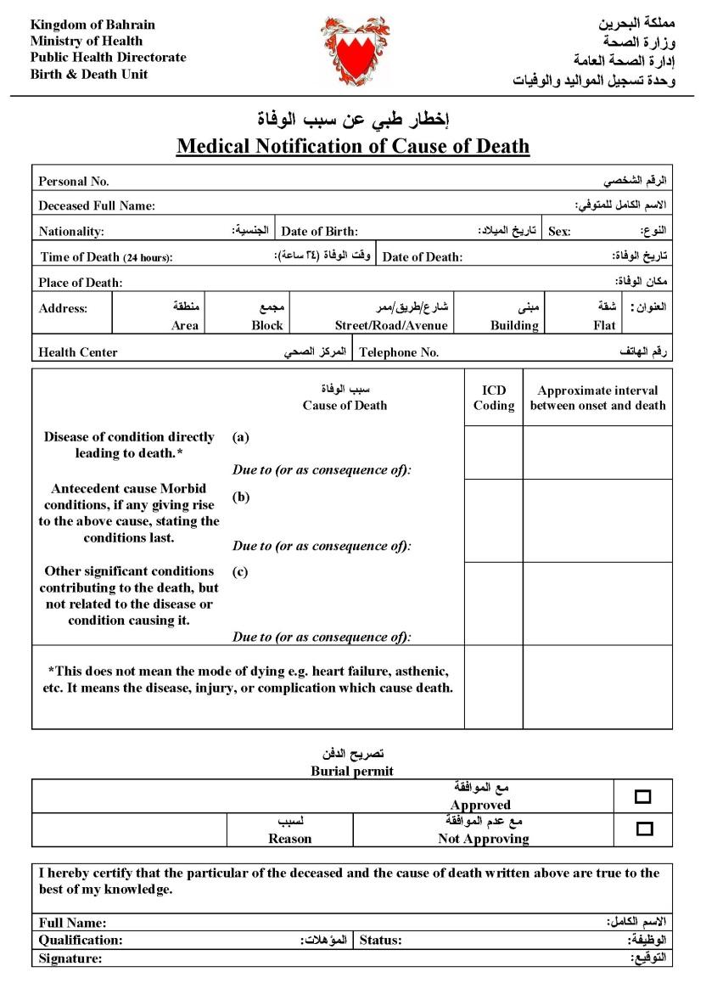 Kingdom of Bahrain
Ministry of Health
Public Health Directorate
Birth & Death Unit
مملكة البحرين
وزارة الصحة
إدارة الصحة العامة
وحدة تسجيل المواليد والوفيات
إخطار طبي عن سبب الوفاة
Medical Notification of Cause of Death
Personal No. الرقم الشخصي
Deceased Full Name: الاسم الكامل للمتوفي:
Nationality: الجنسية: Date of Birth: تاريخ الميلاد: Sex: النوع:
Time of Death (24 hours): وقت الوفاة (٢٤ ساعة): Date of Death: تاريخ الوفاة:
Place of Death: مكان الوفاة:
Address: منطقة مجمع شارع/طريق/ممر مبنى شقة العنوان:
Area Block Street/Road/Avenue Building Flat
Health Center المركز الصحي Telephone No. رقم الهاتف
سبب الوفاة
Cause of Death
ICD
Coding
Approximate interval
between onset and death
Disease of condition directly
leading to death.*
(a)
Due to (or as consequence of):
Antecedent cause Morbid
conditions, if any giving rise
to the above cause, stating the
conditions last.
(b)
Due to (or as consequence of):
Other significant conditions
contributing to the death, but
not related to the disease or
condition causing it.
(c)
Due to (or as consequence of):
*This does not mean the mode of dying e.g. heart failure, asthenic,
etc. It means the disease, injury, or complication which cause death.
تصريح الدفن
Burial permit
مع الموافقة
Approved
لسبب
Reason
مع عدم الموافقة
Not Approving
I hereby certify that the particular of the deceased and the cause of death written above are true to the
best of my knowledge.
Full Name: الاسم الكامل:
Qualification: المؤهلات: Status: الوظيفة:
Signature: التوقيع: